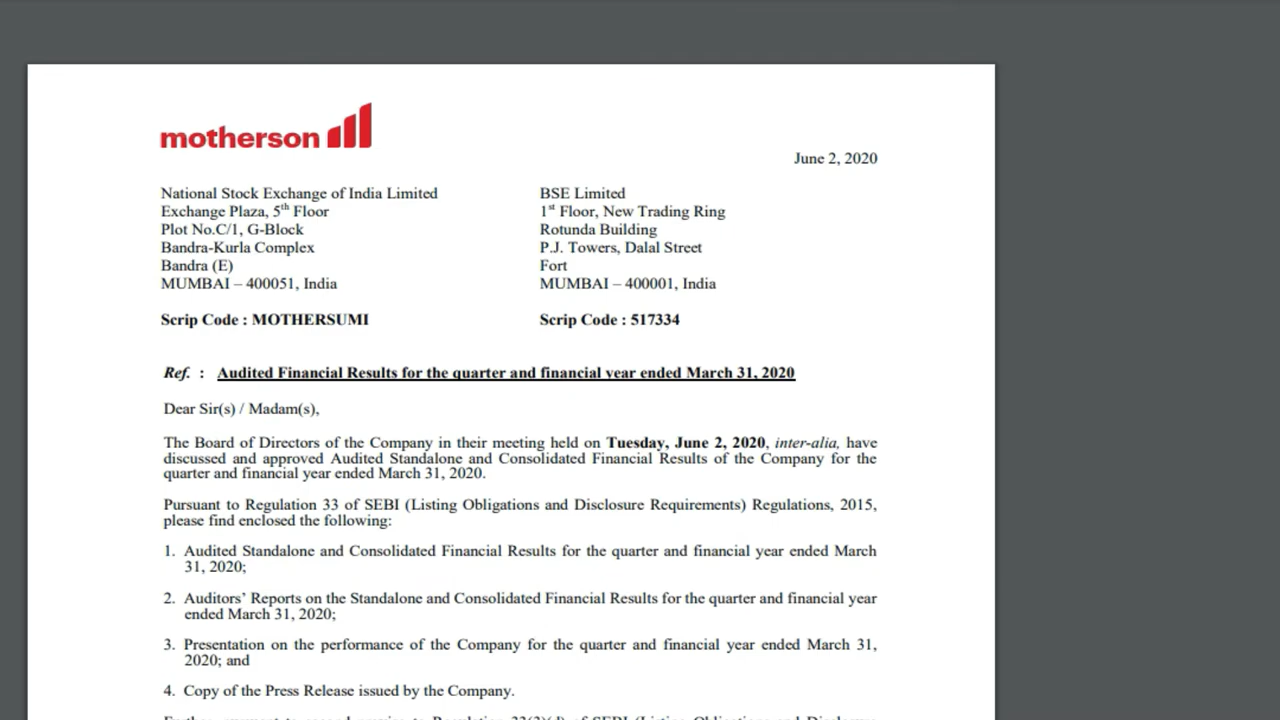 motherson
June 2, 2020
National Stock Exchange of India Limited
Exchange Plaza, 5th Floor
Plot No.C/1, G-Block
Bandra-Kurla Complex
Bandra (E)
MUMBAI – 400051, India
BSE Limited
1st Floor, New Trading Ring
Rotunda Building
P.J. Towers, Dalal Street
Fort
MUMBAI – 400001, India
Scrip Code : MOTHERSUMI
Scrip Code : 517334
Ref. : Audited Financial Results for the quarter and financial year ended March 31, 2020
Dear Sir(s) / Madam(s),
The Board of Directors of the Company in their meeting held on Tuesday, June 2, 2020, inter-alia, have
discussed and approved Audited Standalone and Consolidated Financial Results of the Company for the
quarter and financial year ended March 31, 2020.
Pursuant to Regulation 33 of SEBI (Listing Obligations and Disclosure Requirements) Regulations, 2015,
please find enclosed the following:
1. Audited Standalone and Consolidated Financial Results for the quarter and financial year ended March
31, 2020;
2. Auditors’ Reports on the Standalone and Consolidated Financial Results for the quarter and financial year
ended March 31, 2020;
3. Presentation on the performance of the Company for the quarter and financial year ended March 31,
2020; and
4. Copy of the Press Release issued by the Company.